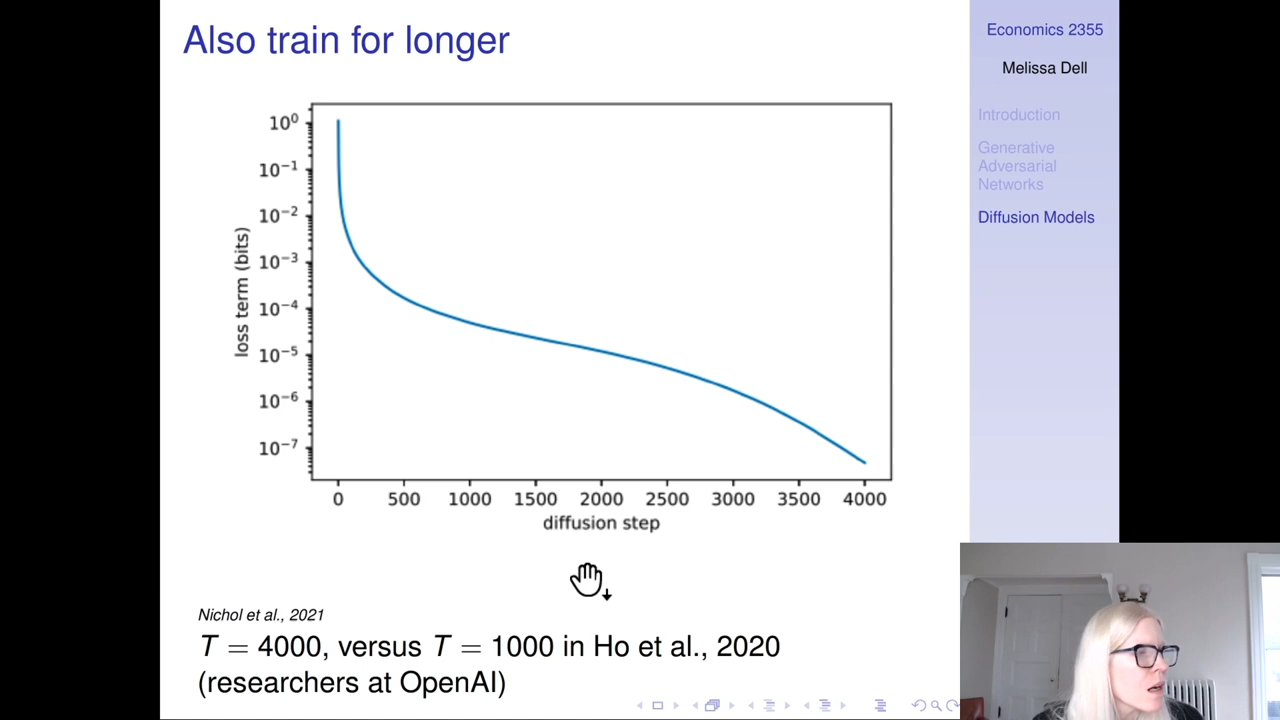 Also train for longer
Economics 2355
Melissa Dell
Introduction
Generative
Adversarial
Networks
Diffusion Models
10⁰
10⁻¹
10⁻²
10⁻³
10⁻⁴
10⁻⁵
10⁻⁶
10⁻⁷
loss term (bits)
0 500 1000 1500 2000 2500 3000 3500 4000
diffusion step
Nichol et al., 2021
T = 4000, versus T = 1000 in Ho et al., 2020
(researchers at OpenAI)